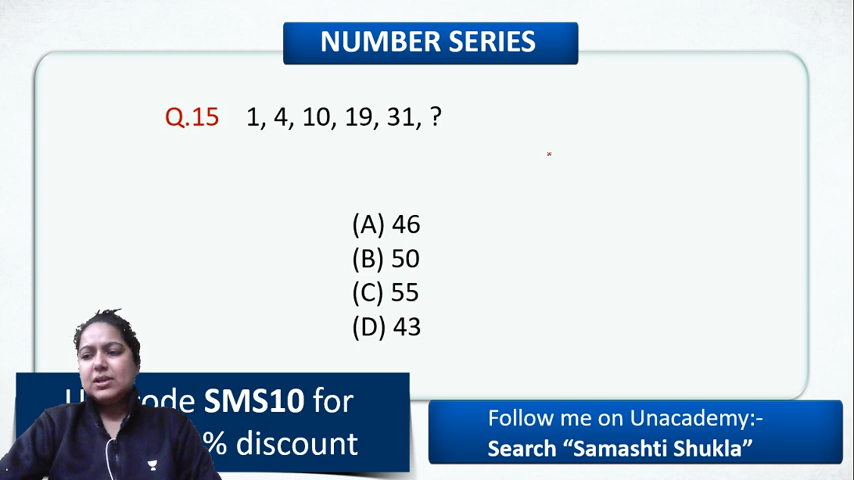 NUMBER SERIES
Q.15 1, 4, 10, 19, 31, ?
(A) 46
(B) 50
(C) 55
(D) 43
code SMS10 for
% discount
Follow me on Unacademy:-
Search “Samashti Shukla”